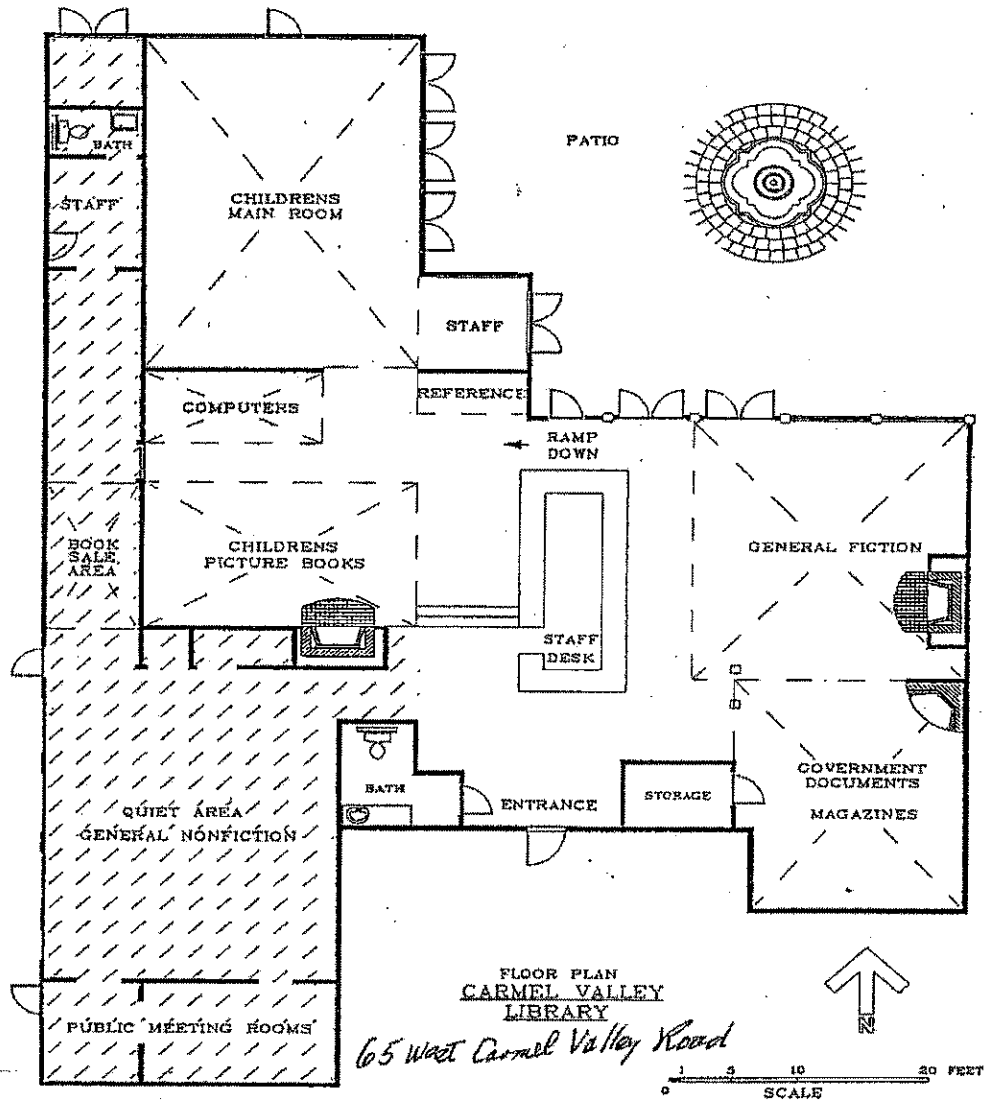 PATIO
BATH
STAFF
CHILDRENS
MAIN ROOM
STAFF
REFERENCE
COMPUTERS
RAMP
DOWN
BOOK
SALE
AREA
CHILDRENS
PICTURE BOOKS
GENERAL FICTION
STAFF
DESK
BATH
ENTRANCE
STORAGE
GOVERNMENT
DOCUMENTS
MAGAZINES
QUIET AREA
GENERAL NONFICTION
PUBLIC MEETING ROOMS
FLOOR PLAN
CARMEL VALLEY
LIBRARY
65 West Carmel Valley Road
N
0 1 5 10 20 FEET
SCALE